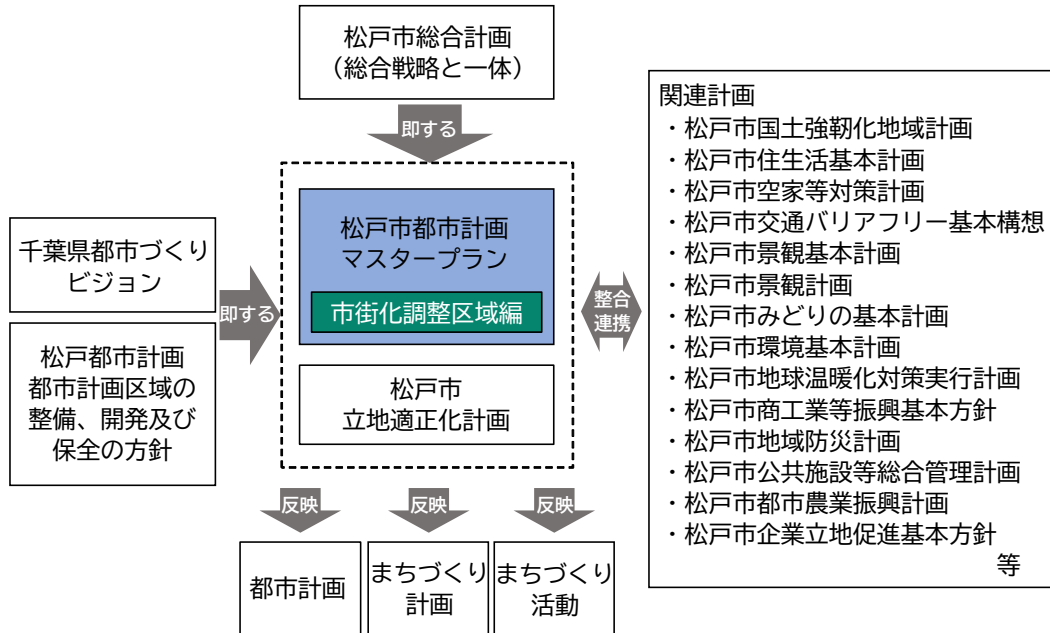 松戸市総合計画
（総合戦略と一体）
即する
松戸市都市計画
マスタープラン
市街化調整区域編
松戸市
立地適正化計画
千葉県都市づくり
ビジョン
松戸都市計画
都市計画区域の
整備、開発及び
保全の方針
即する
整合
連携
関連計画
・松戸市国土強靭化地域計画
・松戸市住生活基本計画
・松戸市空家等対策計画
・松戸市交通バリアフリー基本構想
・松戸市景観基本計画
・松戸市景観計画
・松戸市みどりの基本計画
・松戸市環境基本計画
・松戸市地球温暖化対策実行計画
・松戸市商工業等振興基本方針
・松戸市地域防災計画
・松戸市公共施設等総合管理計画
・松戸市都市農業振興計画
・松戸市企業立地促進基本方針
等
反映
反映
反映
都市計画
まちづくり
計画
まちづくり
活動